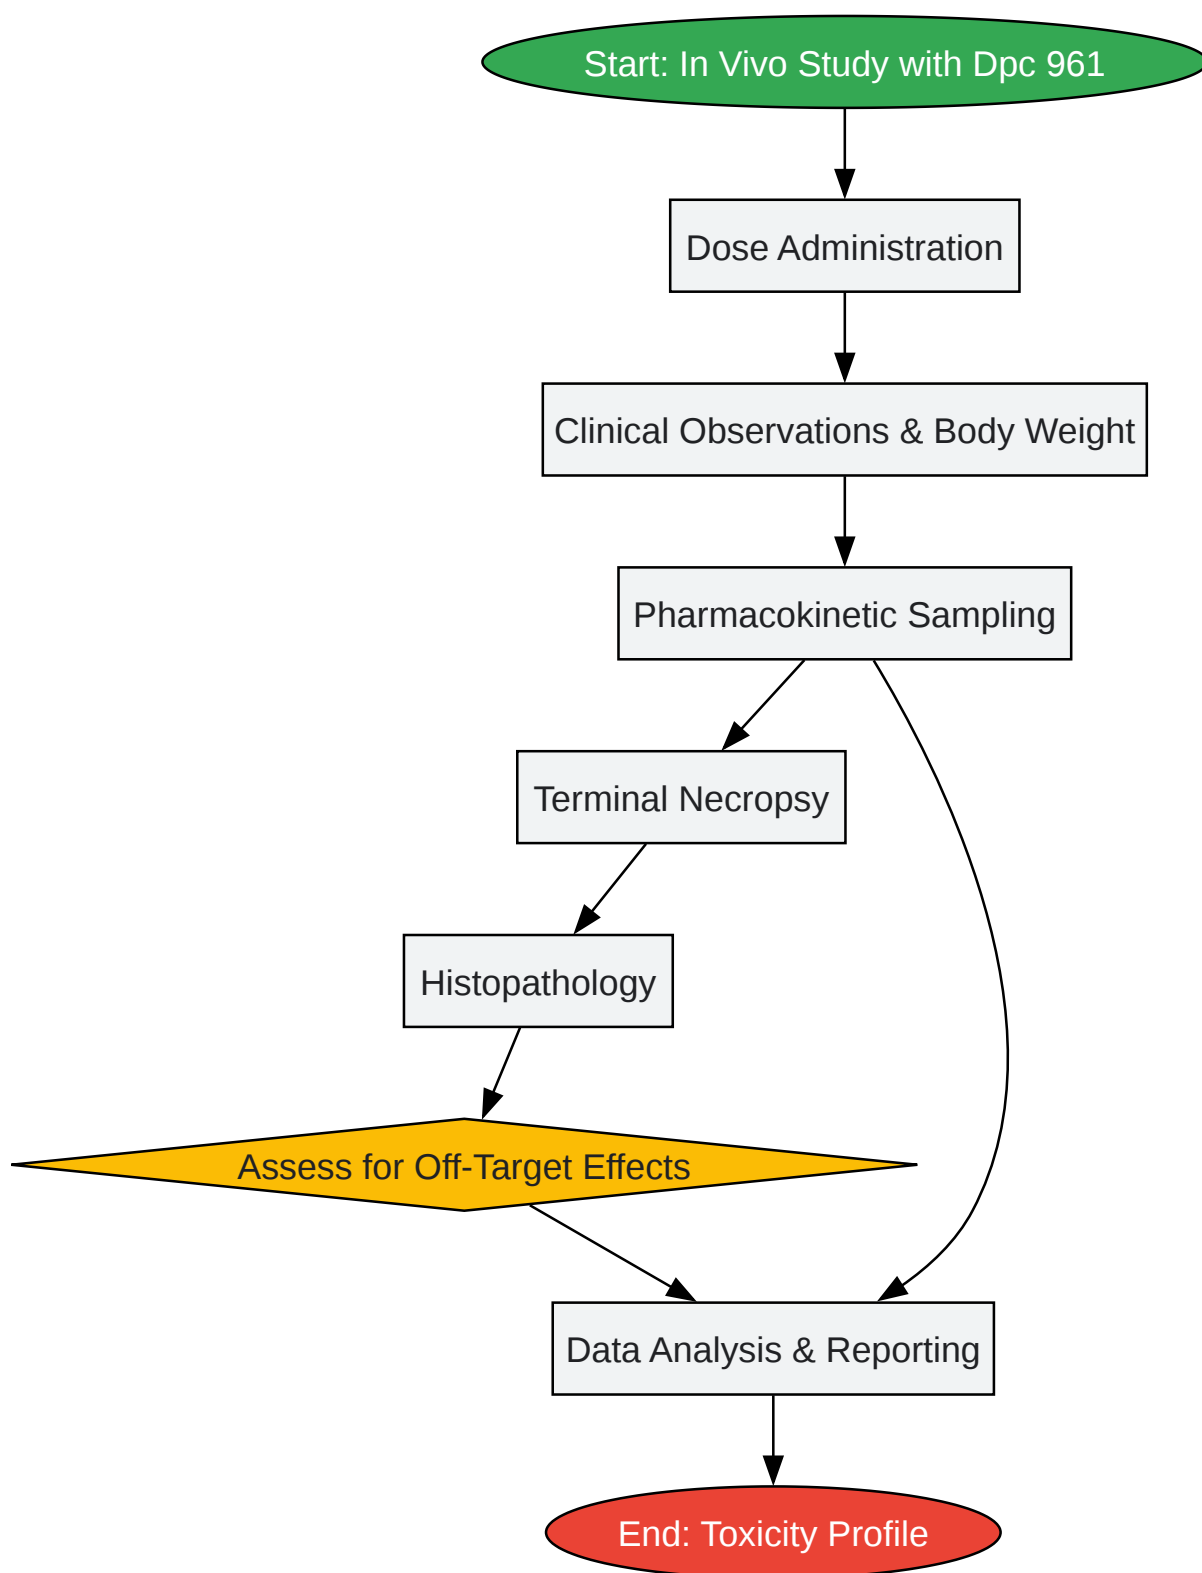 Start: In Vivo Study with Dpc 961
Dose Administration
Clinical Observations & Body Weight
Pharmacokinetic Sampling
Terminal Necropsy
Histopathology
Assess for Off-Target Effects
Data Analysis & Reporting
End: Toxicity Profile